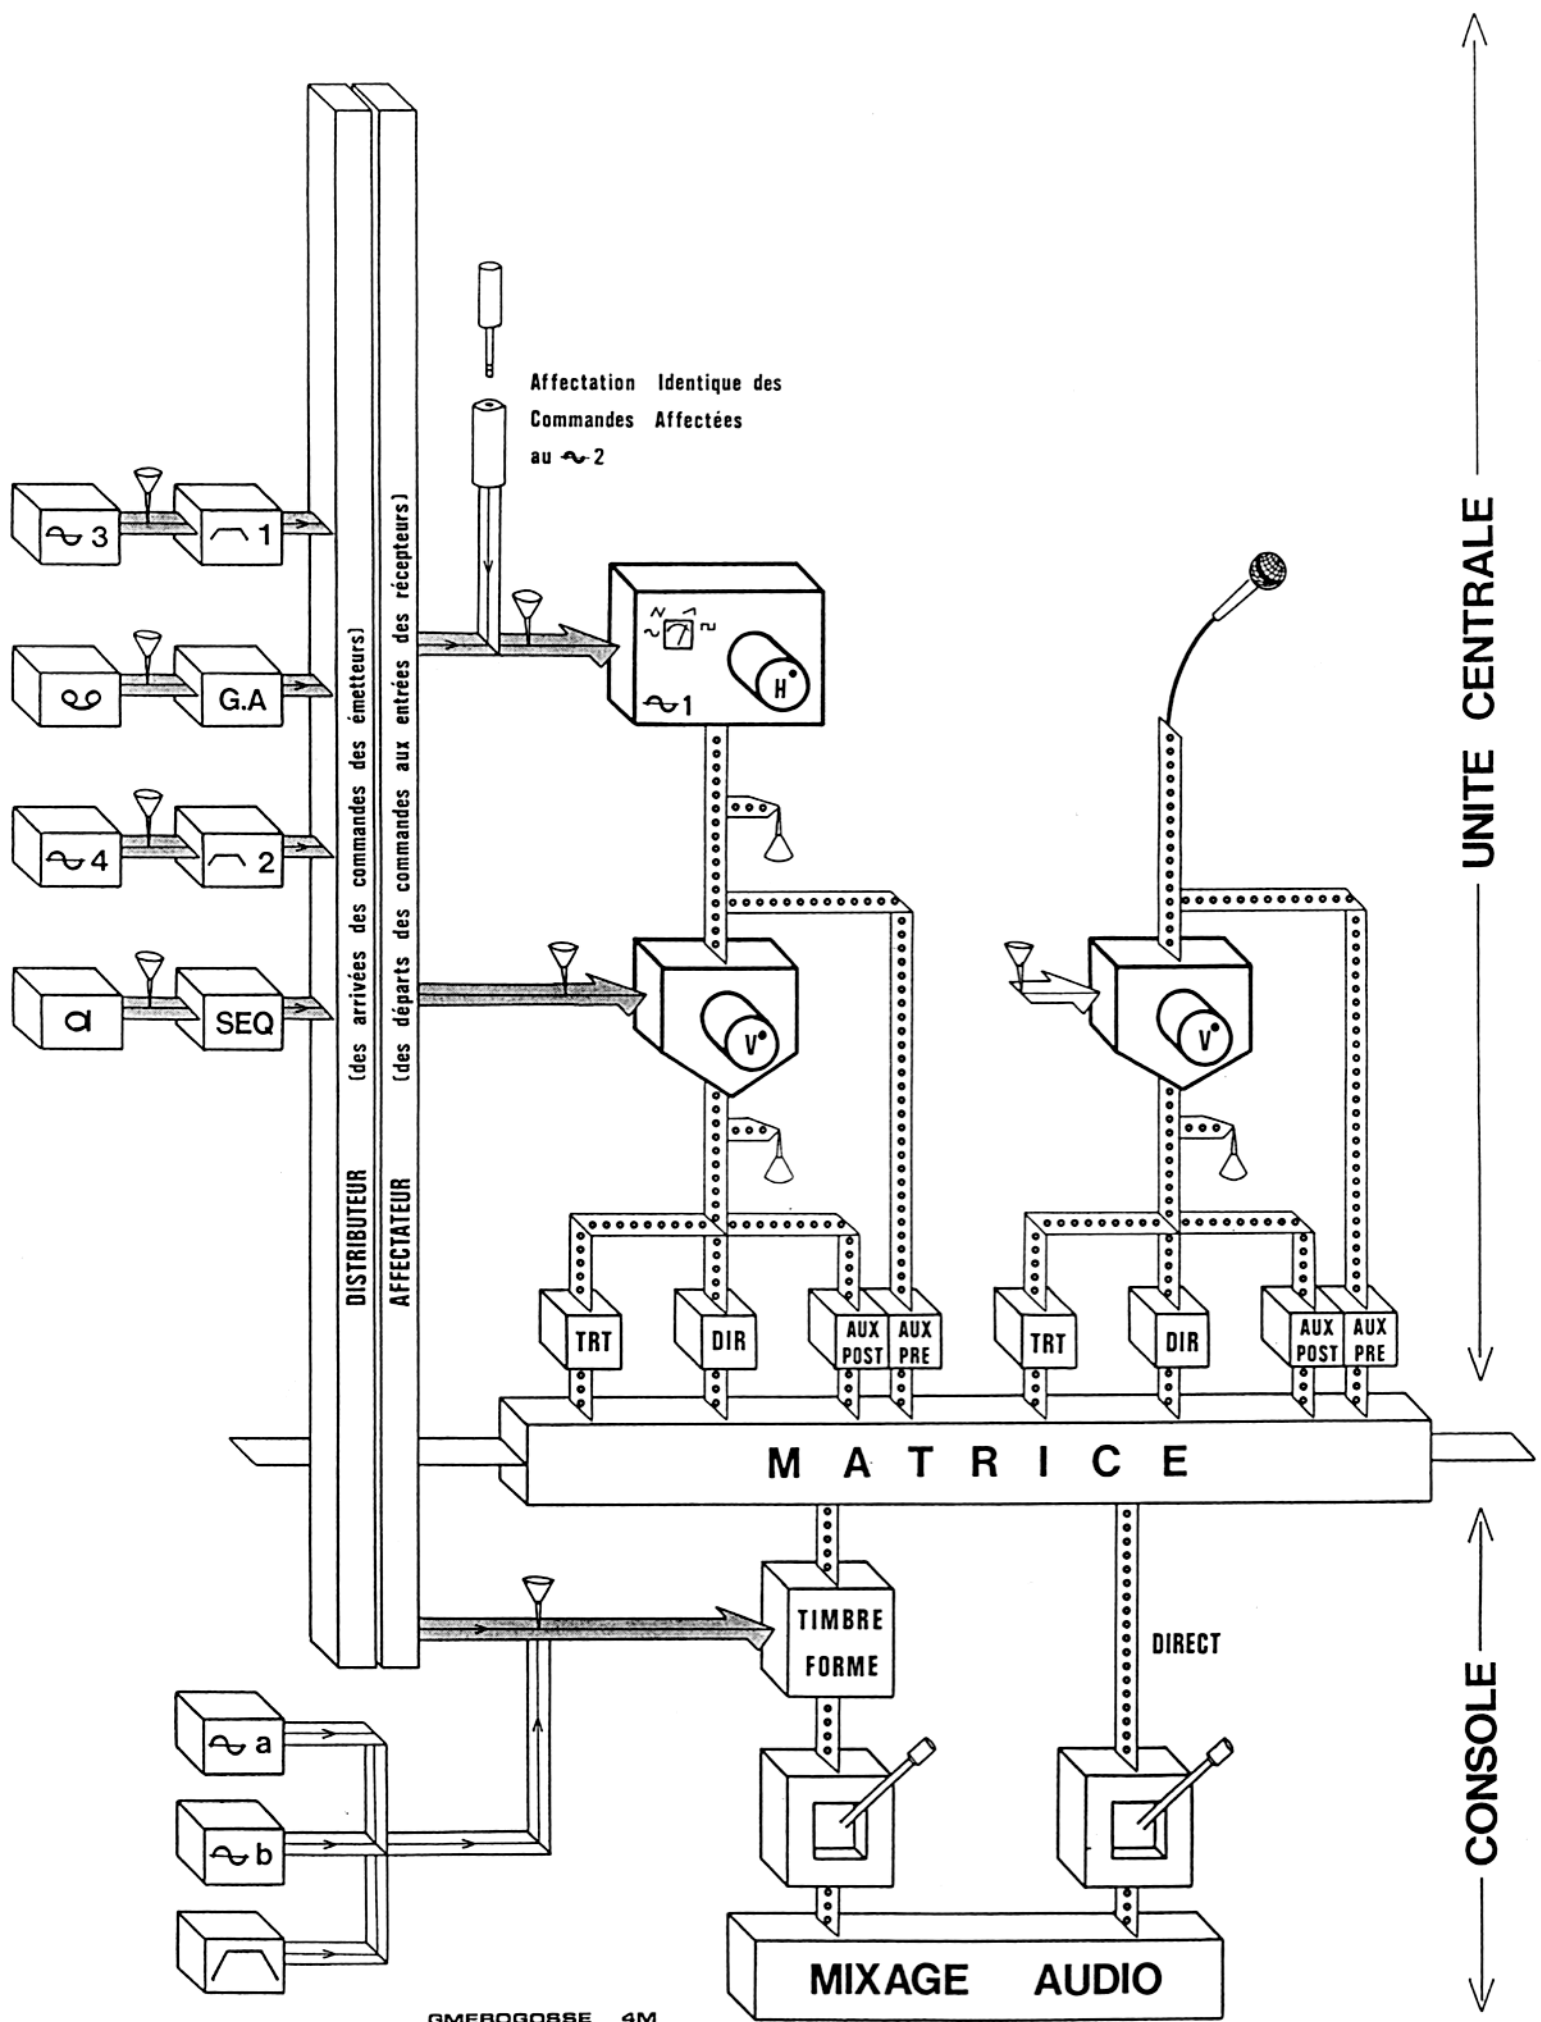 Affectation Identique des
Commandes Affectées
au 2
3
1
G.A
4
2
a
SEQ
DISTRIBUTEUR (des arrivées des commandes des émetteurs)
AFFECTATEUR (des départs des commandes aux entrées des récepteurs)
H
1
V
V
TRT
DIR
AUX
POST
AUX
PRE
TRT
DIR
AUX
POST
AUX
PRE
MATRICE
UNITE CENTRALE
TIMBRE
FORME
DIRECT
a
b
CONSOLE
MIXAGE AUDIO
GMEBOGOSSE 4M